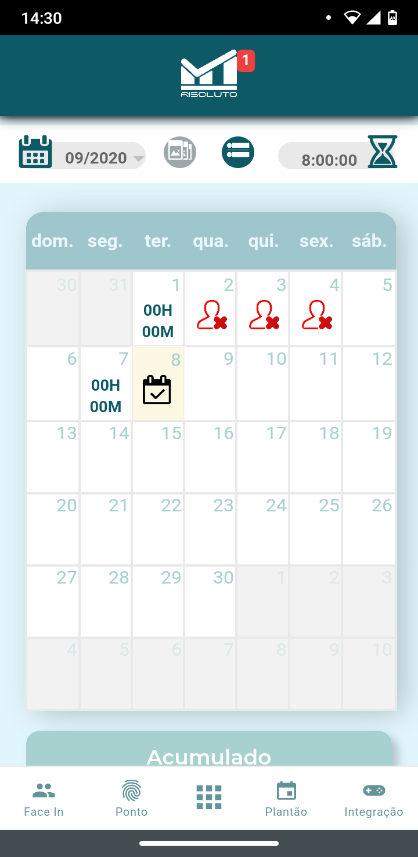 14:30
RISOLUTO
1
09/2020
8:00:00
dom. seg. ter. qua. qui. sex. sáb.
30 31 1 2 3 4 5
00H
00M
6 7 8 9 10 11 12
00H
00M
13 14 15 16 17 18 19
20 21 22 23 24 25 26
27 28 29 30 1 2 3
4 5 6 7 8 9 10
Acumulado
Face In Ponto Plantão Integração